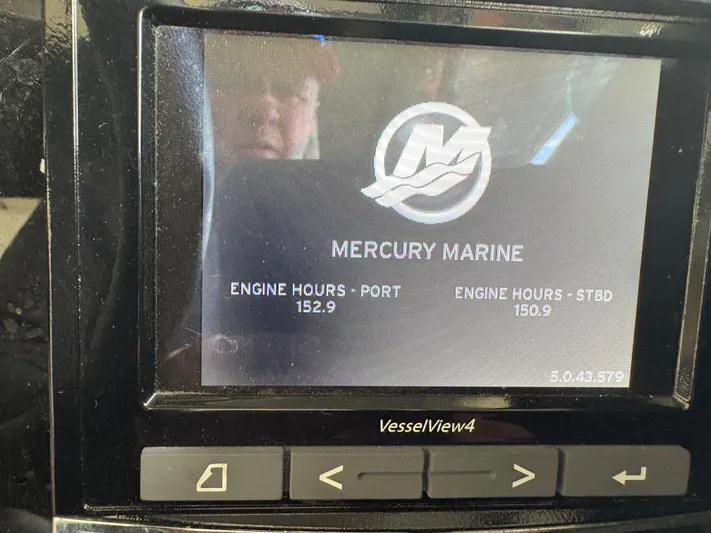 MERCURY MARINE
ENGINE HOURS - PORT
152.9
ENGINE HOURS - STBD
150.9
5.0.43.579
VesselView4